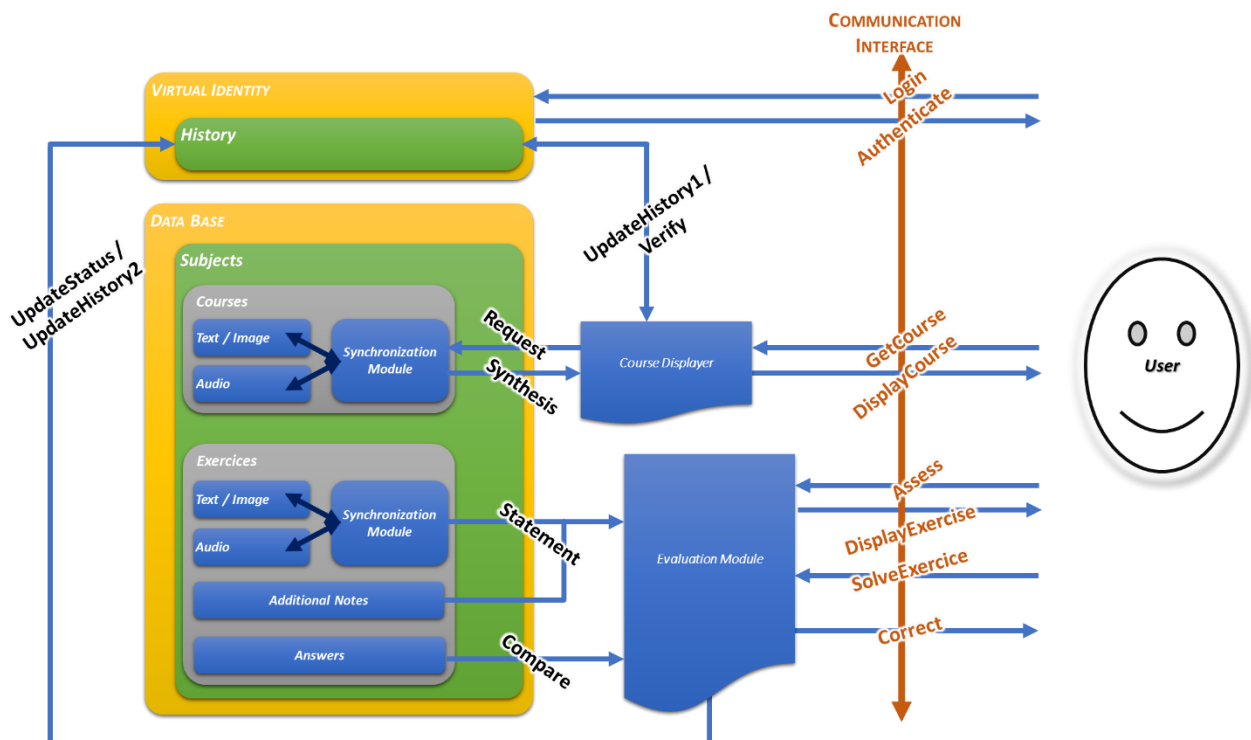 COMMUNICATION
INTERFACE
VIRTUAL IDENTITY
History
Login
Authenticate
UpdateHistory1 /
Verify
UpdateStatus /
UpdateHistory2
DATA BASE
Subjects
Courses
Text / Image
Audio
Synchronization
Module
Request
Synthesis
Course Displayer
GetCourse
DisplayCourse
User
Exercices
Text / Image
Audio
Synchronization
Module
Additional Notes
Answers
Statement
Compare
Evaluation Module
Assess
DisplayExercise
SolveExercice
Correct